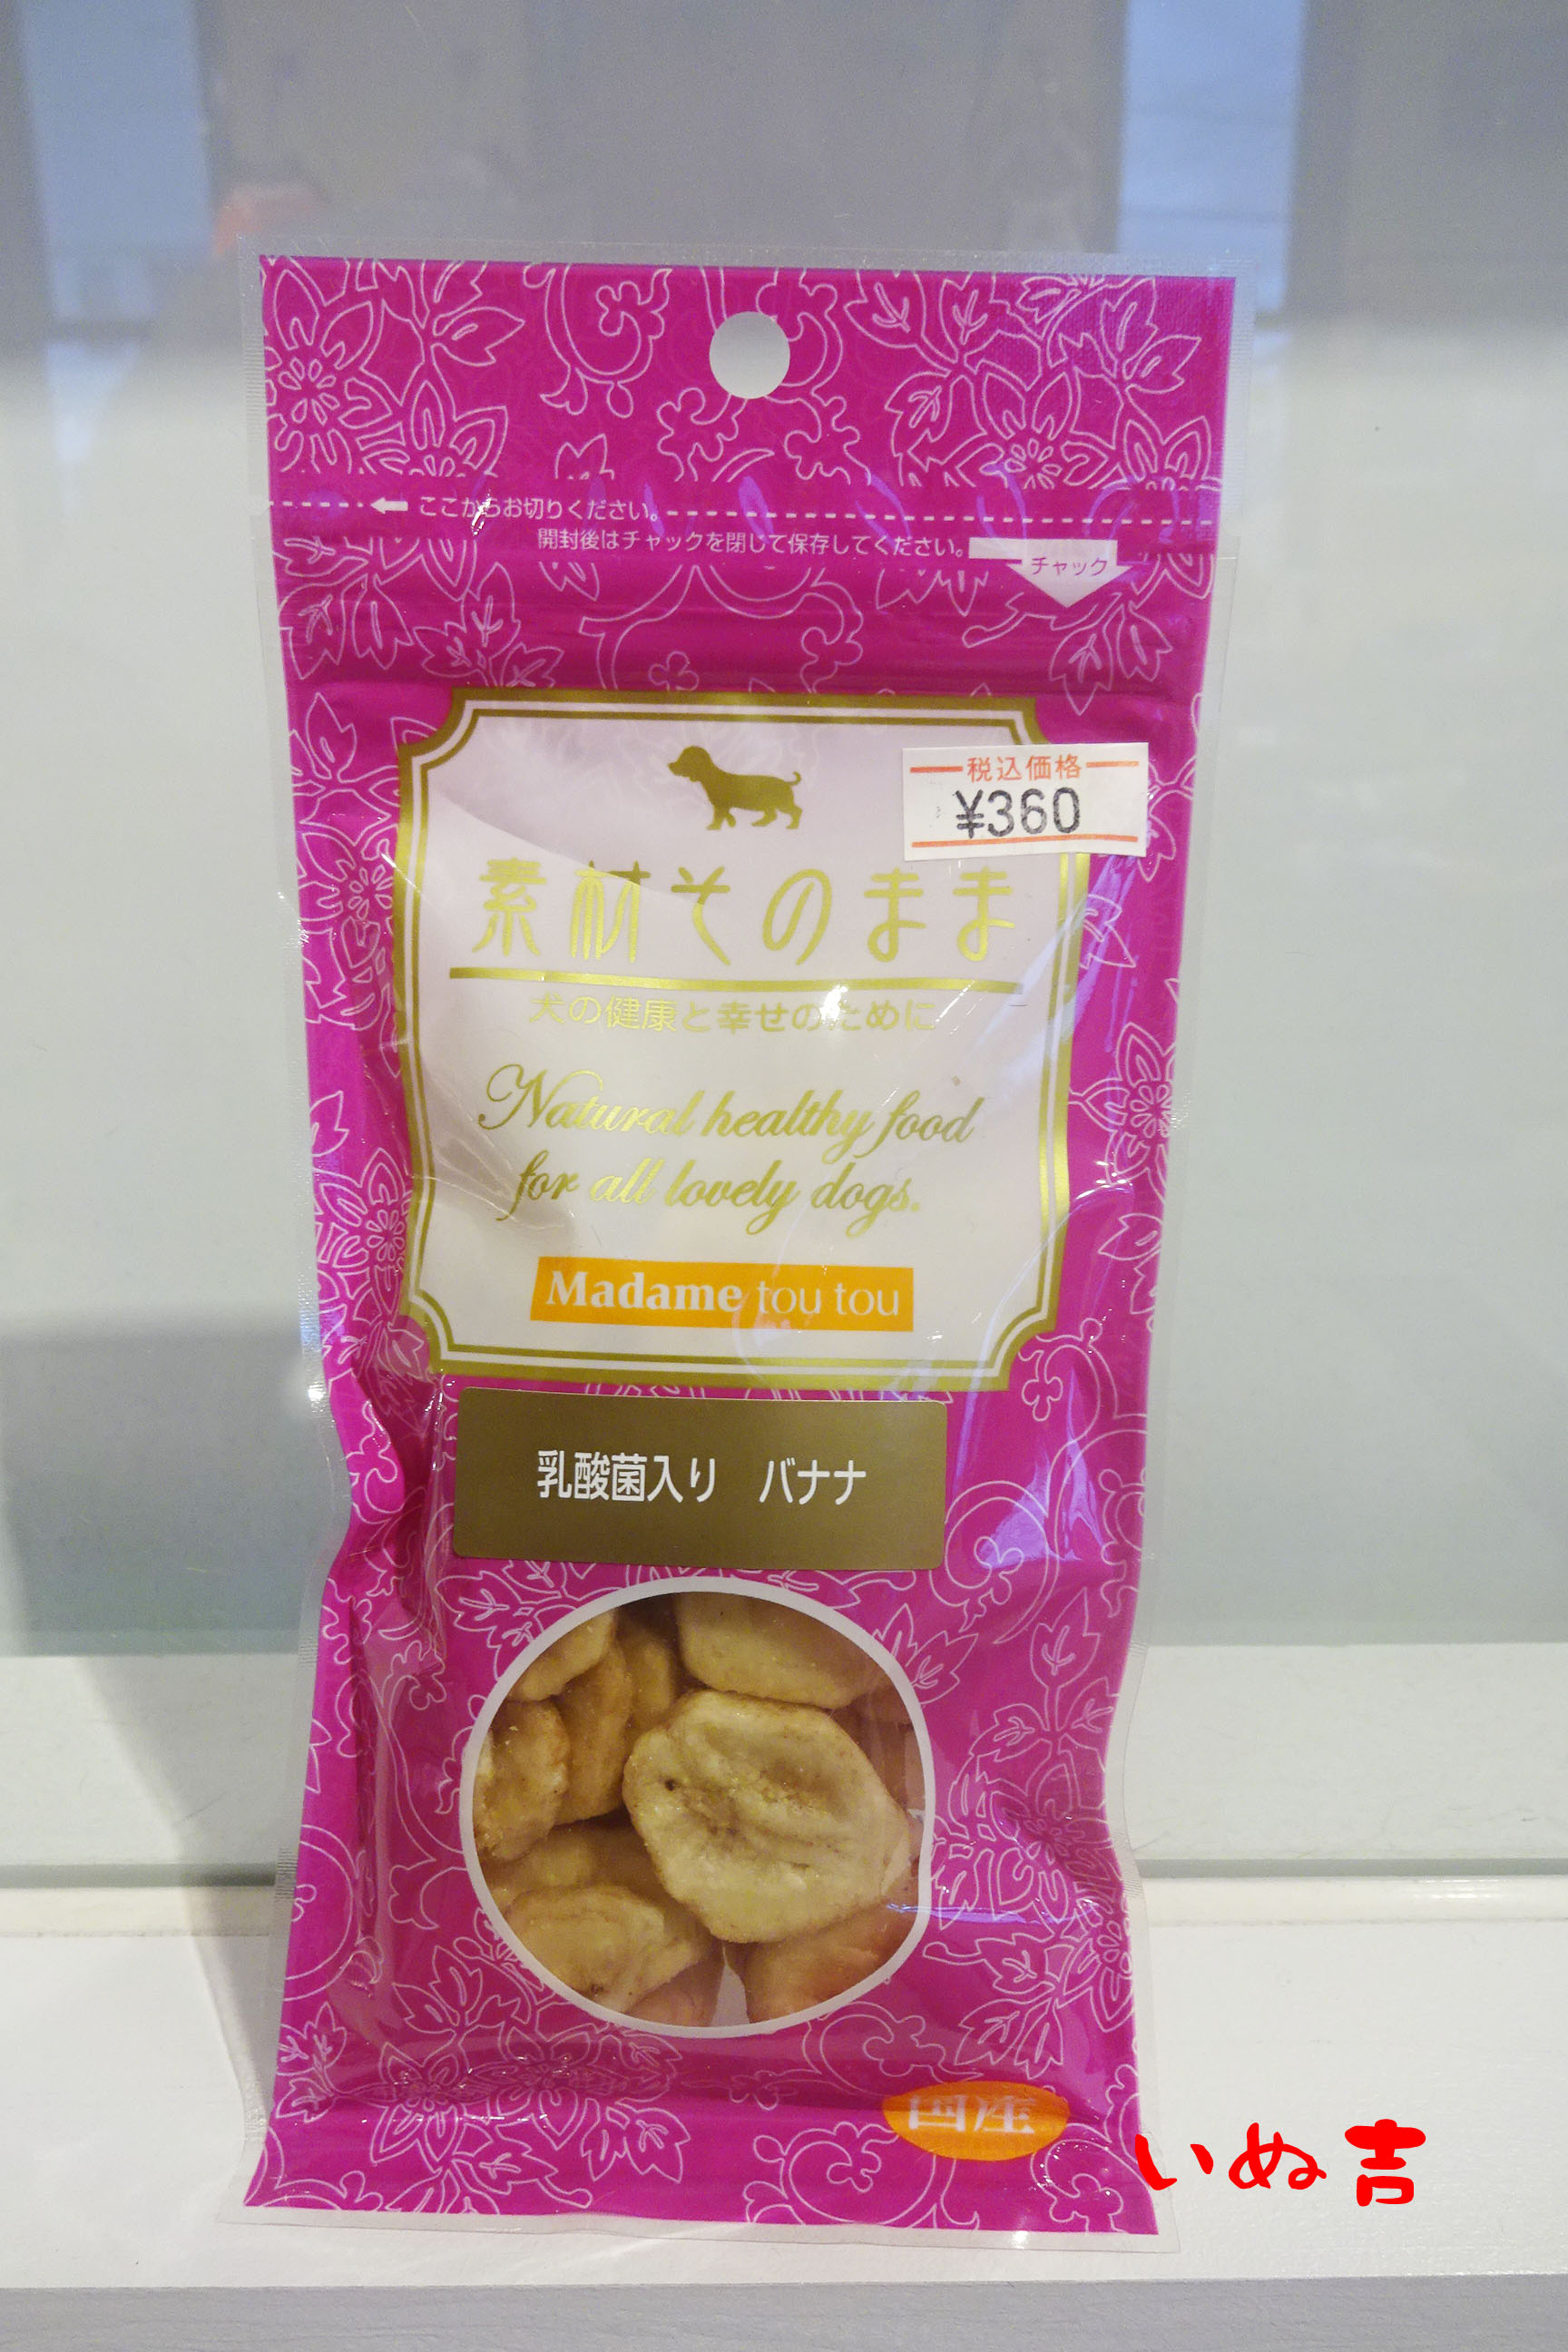 ここからお切りください。
開封後はチャックを閉じて保存してください。
チャック
税込価格
¥360
素材そのまま
犬の健康と幸せのために
Natural healthy food
for all lovely dogs.
Madame tou tou
乳酸菌入り バナナ
国産
いぬ吉